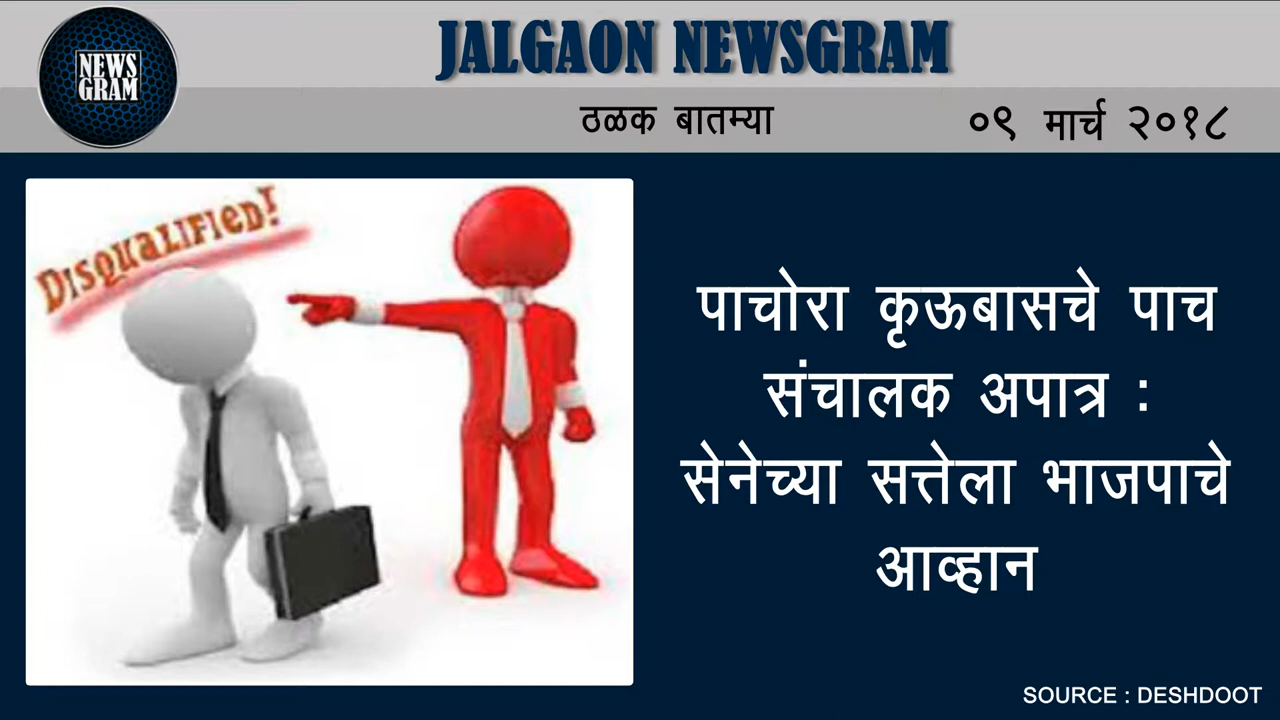 NEWS
GRAM
JALGAON NEWSGRAM
ठळक बातम्या
०९ मार्च २०१८
DISQUALIFIED!
पाचोरा कृऊबासचे पाच
संचालक अपात्र :
सेनेच्या सत्तेला भाजपाचे
आव्हान
SOURCE : DESHDOOT